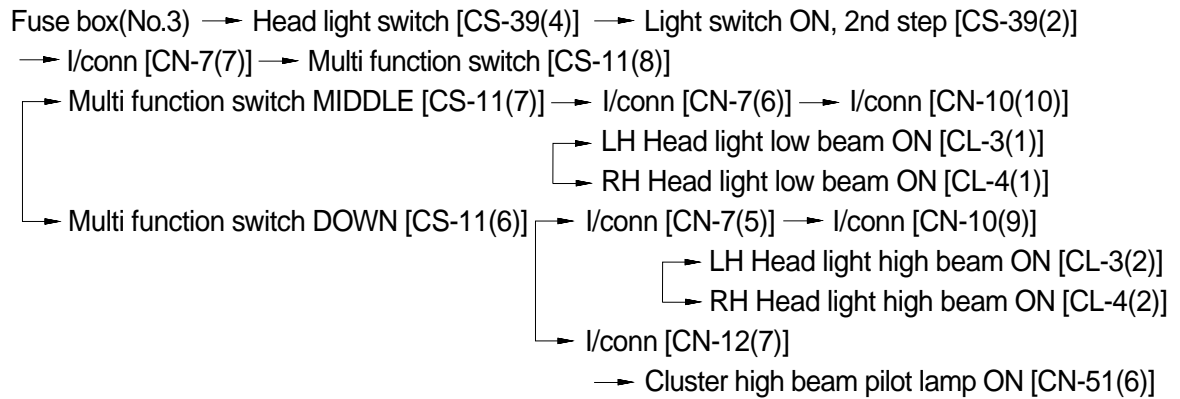 Fuse box(No.3) → Head light switch [CS-39(4)] → Light switch ON, 2nd step [CS-39(2)]
→ I/conn [CN-7(7)] → Multi function switch [CS-11(8)]
→ Multi function switch MIDDLE [CS-11(7)] → I/conn [CN-7(6)] → I/conn [CN-10(10)]
→ LH Head light low beam ON [CL-3(1)]
→ RH Head light low beam ON [CL-4(1)]
→ Multi function switch DOWN [CS-11(6)] → I/conn [CN-7(5)] → I/conn [CN-10(9)]
→ LH Head light high beam ON [CL-3(2)]
→ RH Head light high beam ON [CL-4(2)]
→ I/conn [CN-12(7)]
→ Cluster high beam pilot lamp ON [CN-51(6)]